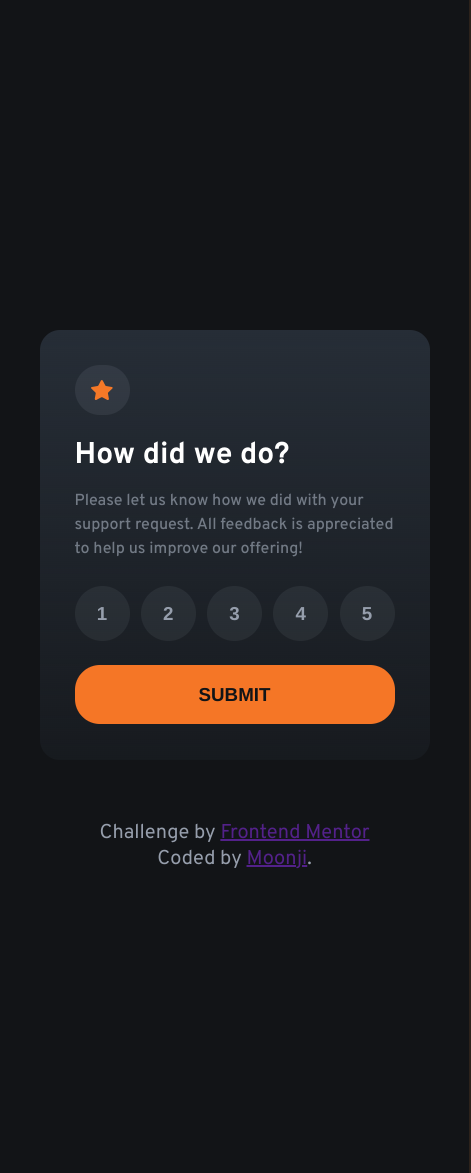 How did we do?
Please let us know how we did with your
support request. All feedback is appreciated
to help us improve our offering!
1 2 3 4 5
SUBMIT
Challenge by Frontend Mentor
Coded by Moonji.